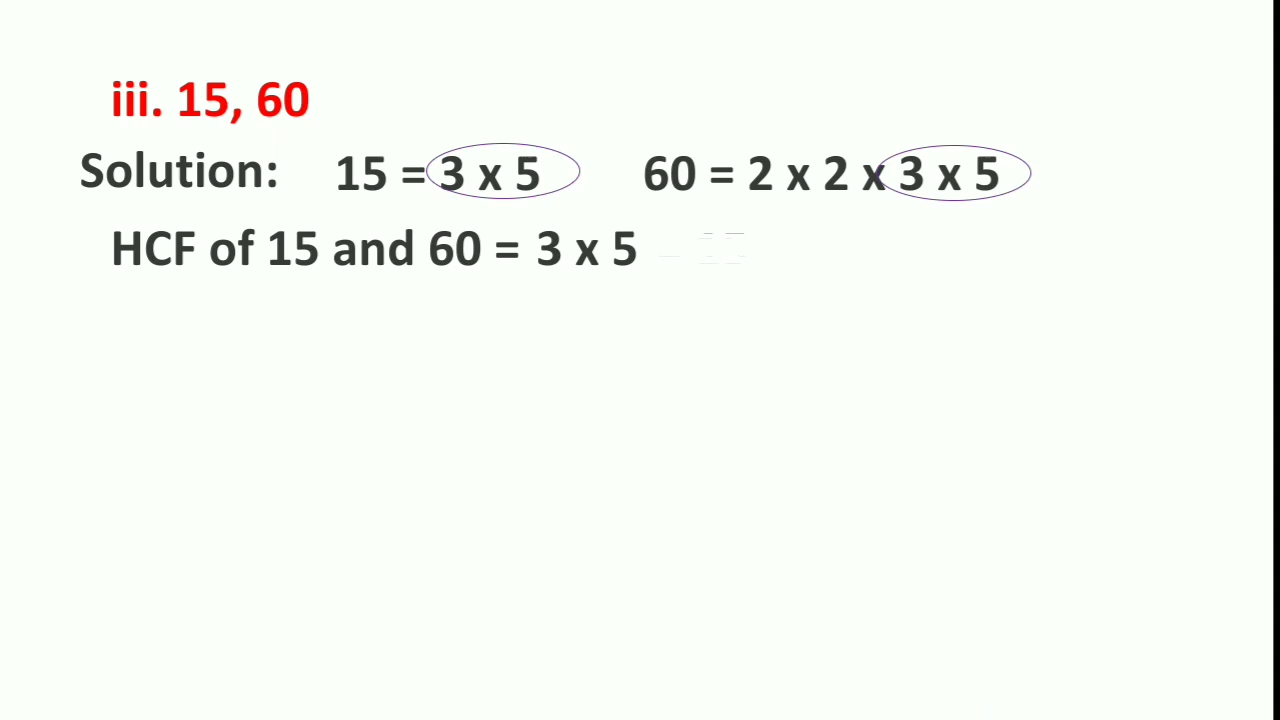 iii. 15, 60
Solution: 15 = 3 x 5 60 = 2 x 2 x 3 x 5
HCF of 15 and 60 = 3 x 5